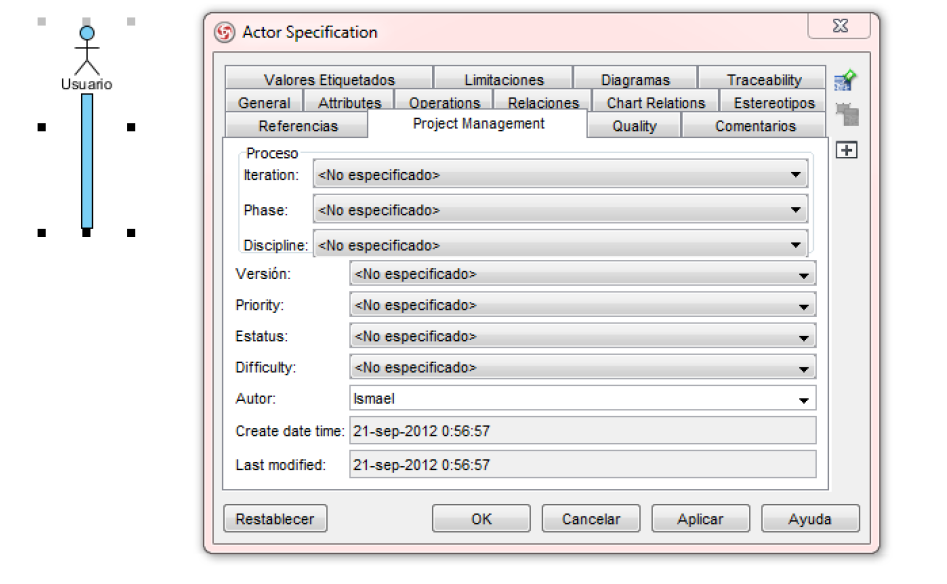 Actor Specification
Usuario
Valores Etiquetados Limitaciones Diagramas Traceability
General Attributes Operations Relaciones Chart Relations Estereotipos
Referencias Project Management Quality Comentarios
Proceso
Iteration: <No especificado>
Phase: <No especificado>
Discipline: <No especificado>
Versión: <No especificado>
Priority: <No especificado>
Estatus: <No especificado>
Difficulty: <No especificado>
Autor: Ismael
Create date time: 21-sep-2012 0:56:57
Last modified: 21-sep-2012 0:56:57
Restablecer OK Cancelar Aplicar Ayuda